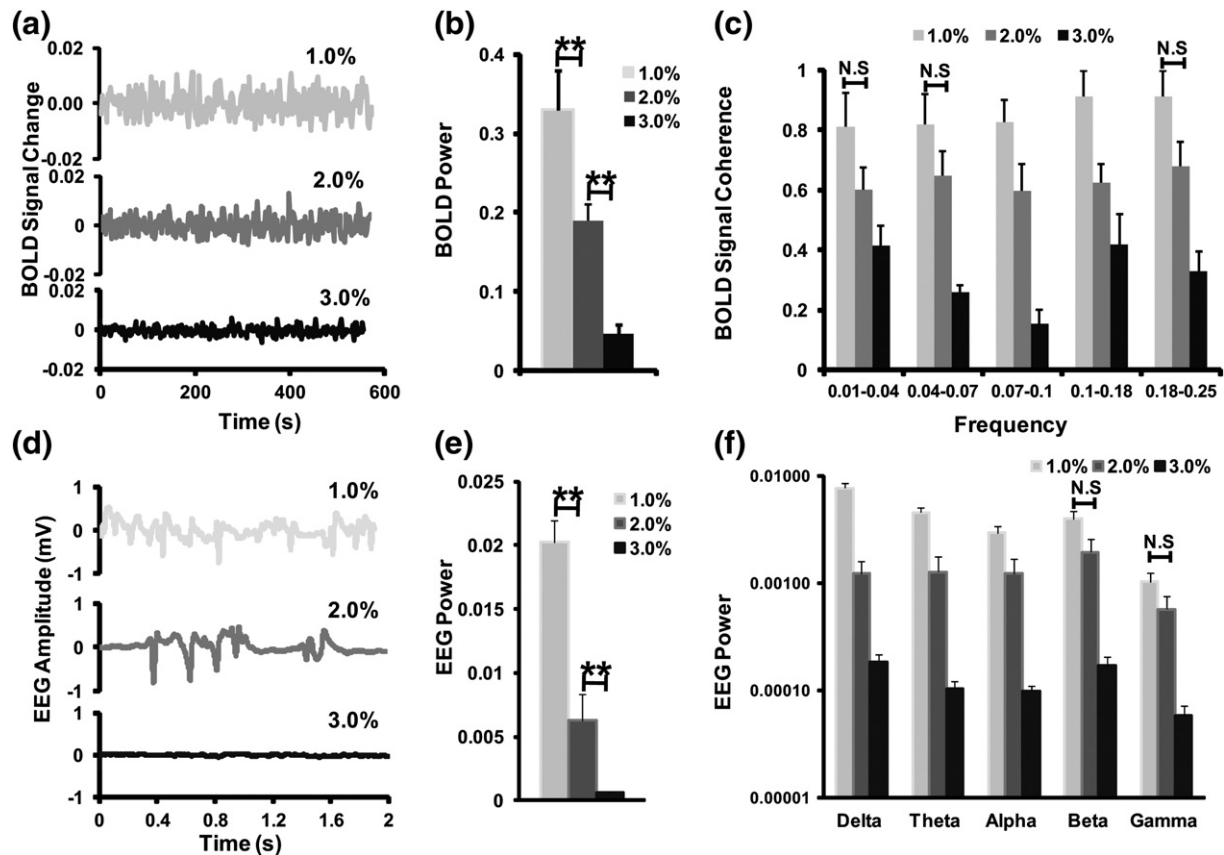 (a)
BOLD Signal Change
0.02
1.0%
0.00
-0.02
0.02
2.0%
0
-0.02
0.02
3.0%
0
-0.02
0 200 400 600
Time (s)
(b)
BOLD Power
0.4
0.3
0.2
0.1
0
**
**
1.0%
2.0%
3.0%
(c)
BOLD Signal Coherence
1.0% 2.0% 3.0%
1
0.8
0.6
0.4
0.2
0
N.S
N.S
N.S
0.01-0.04 0.04-0.07 0.07-0.1 0.1-0.18 0.18-0.25
Frequency
(d)
EEG Amplitude (mV)
1
1.0%
0
-1
1
2.0%
0
-1
1
3.0%
0
-1
0 0.4 0.8 1.2 1.6 2
Time (s)
(e)
EEG Power
0.025
0.02
0.015
0.01
0.005
0
**
**
1.0%
2.0%
3.0%
(f)
EEG Power
1.0% 2.0% 3.0%
0.01000
0.00100
0.00010
0.00001
N.S
N.S
Delta Theta Alpha Beta Gamma